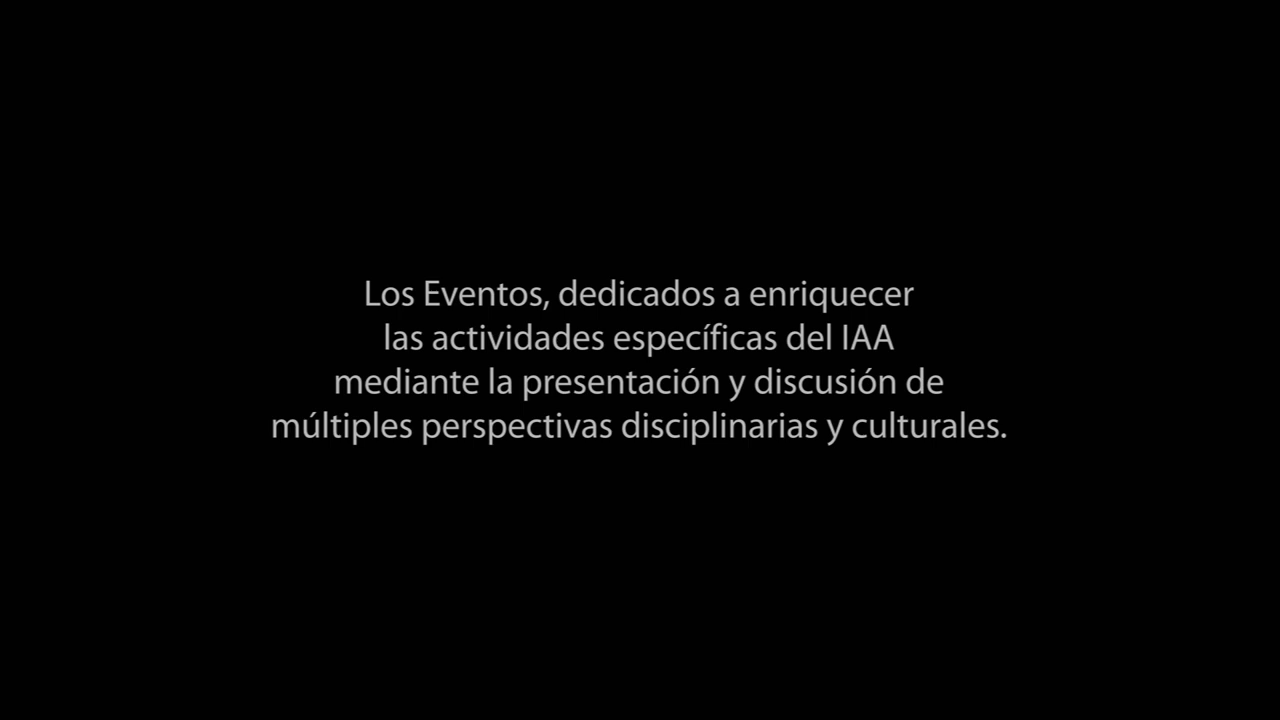 Los Eventos, dedicados a enriquecer
las actividades específicas del IAA
mediante la presentación y discusión de
múltiples perspectivas disciplinarias y culturales.